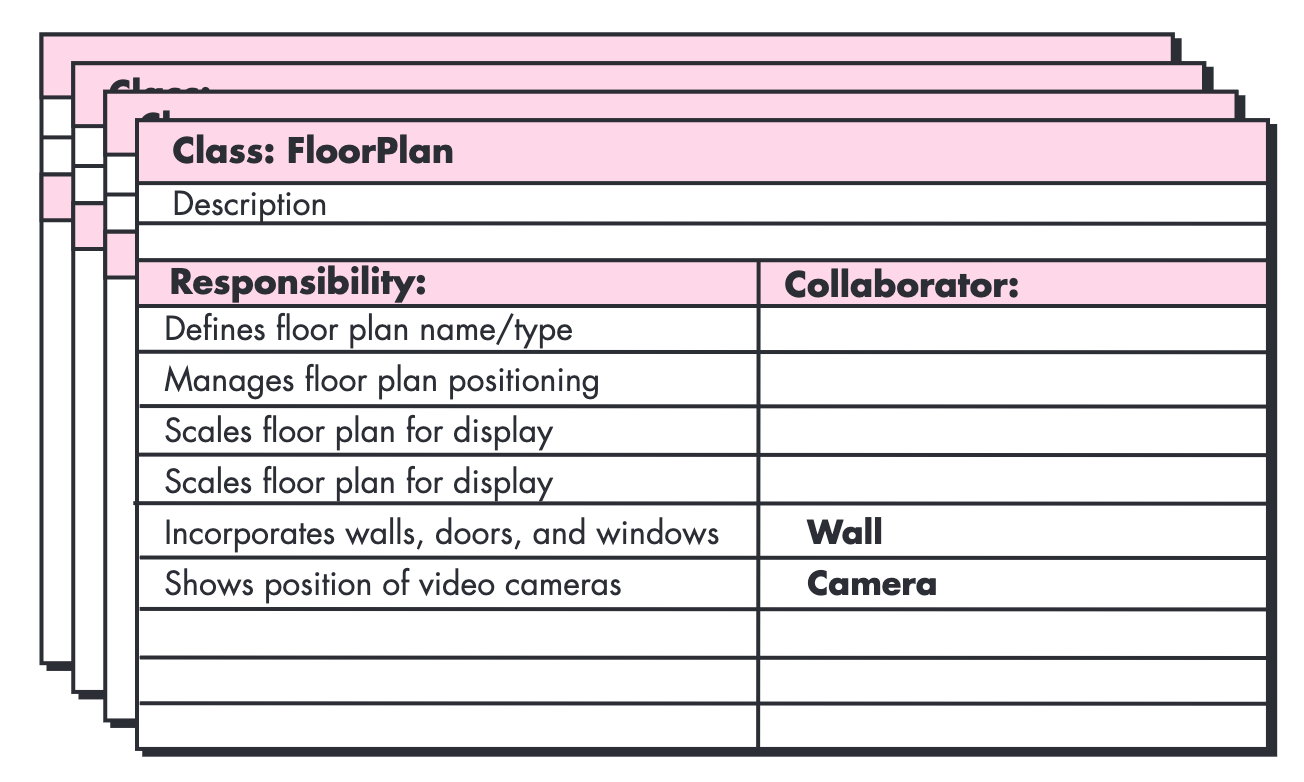 Class:
Class: FloorPlan
Description
Responsibility:
Collaborator:
Defines floor plan name/type
Manages floor plan positioning
Scales floor plan for display
Scales floor plan for display
Incorporates walls, doors, and windows
Wall
Shows position of video cameras
Camera